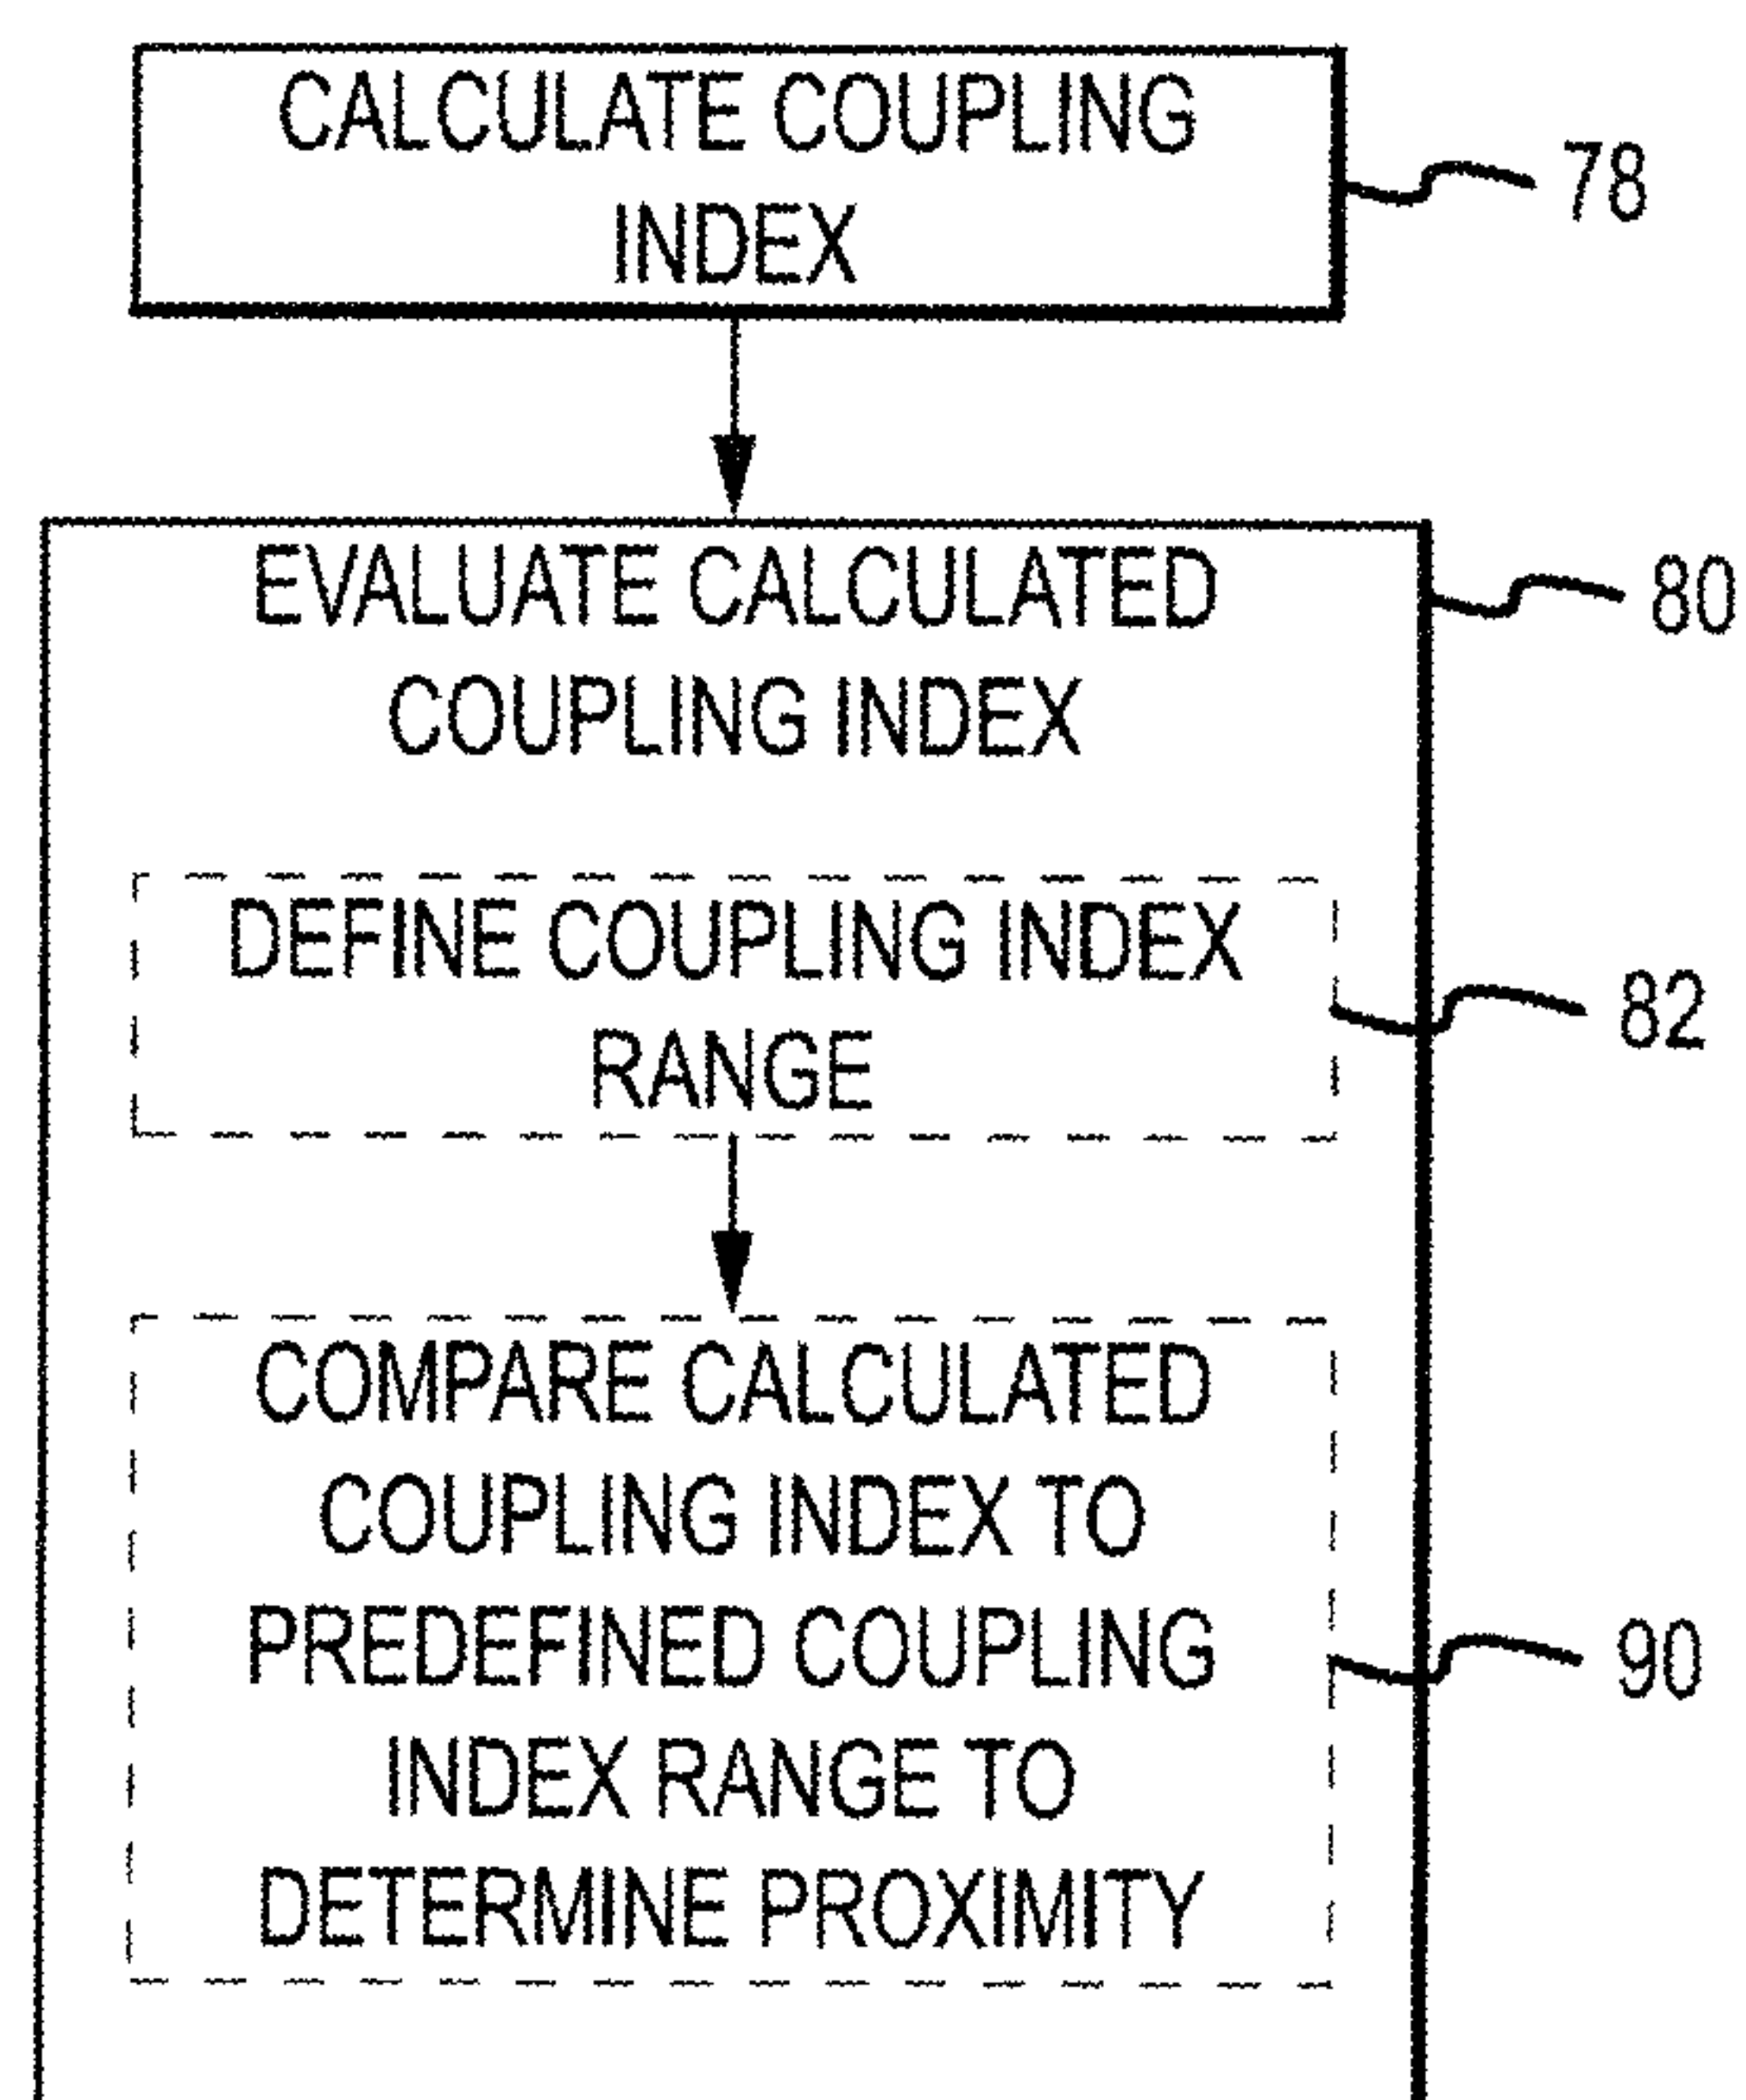 CALCULATE COUPLING
INDEX
78
EVALUATE CALCULATED
COUPLING INDEX
80
DEFINE COUPLING INDEX
RANGE
82
COMPARE CALCULATED
COUPLING INDEX TO
PREDEFINED COUPLING
INDEX RANGE TO
DETERMINE PROXIMITY
90